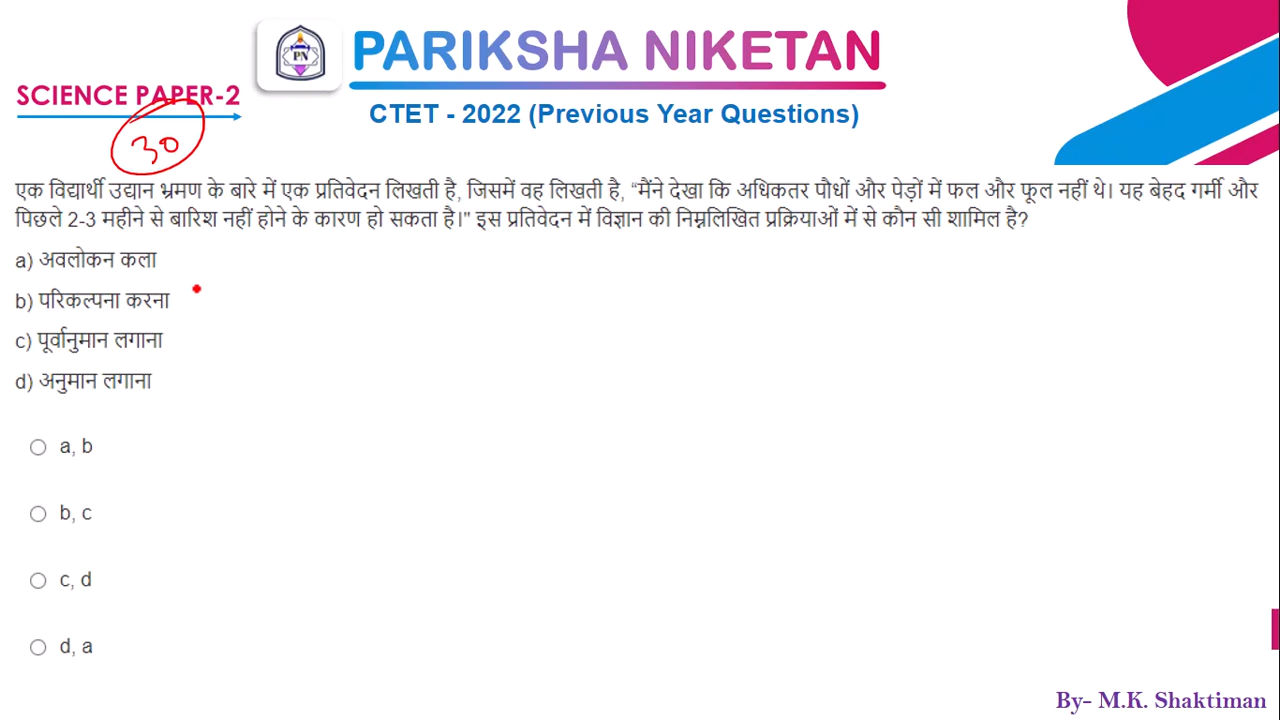 PN
PARIKSHA NIKETAN
SCIENCE PAPER-2
CTET - 2022 (Previous Year Questions)
30
एक विद्यार्थी उद्यान भ्रमण के बारे में एक प्रतिवेदन लिखती है, जिसमें वह लिखती है, “मैंने देखा कि अधिकतर पौधों और पेड़ों में फल और फूल नहीं थे। यह बेहद गर्मी और
पिछले 2-3 महीने से बारिश नहीं होने के कारण हो सकता है।" इस प्रतिवेदन में विज्ञान की निम्नलिखित प्रक्रियाओं में से कौन सी शामिल है?
a) अवलोकन कला
b) परिकल्पना करना
c) पूर्वानुमान लगाना
d) अनुमान लगाना
a, b
b, c
c, d
d, a
By- M.K. Shaktiman